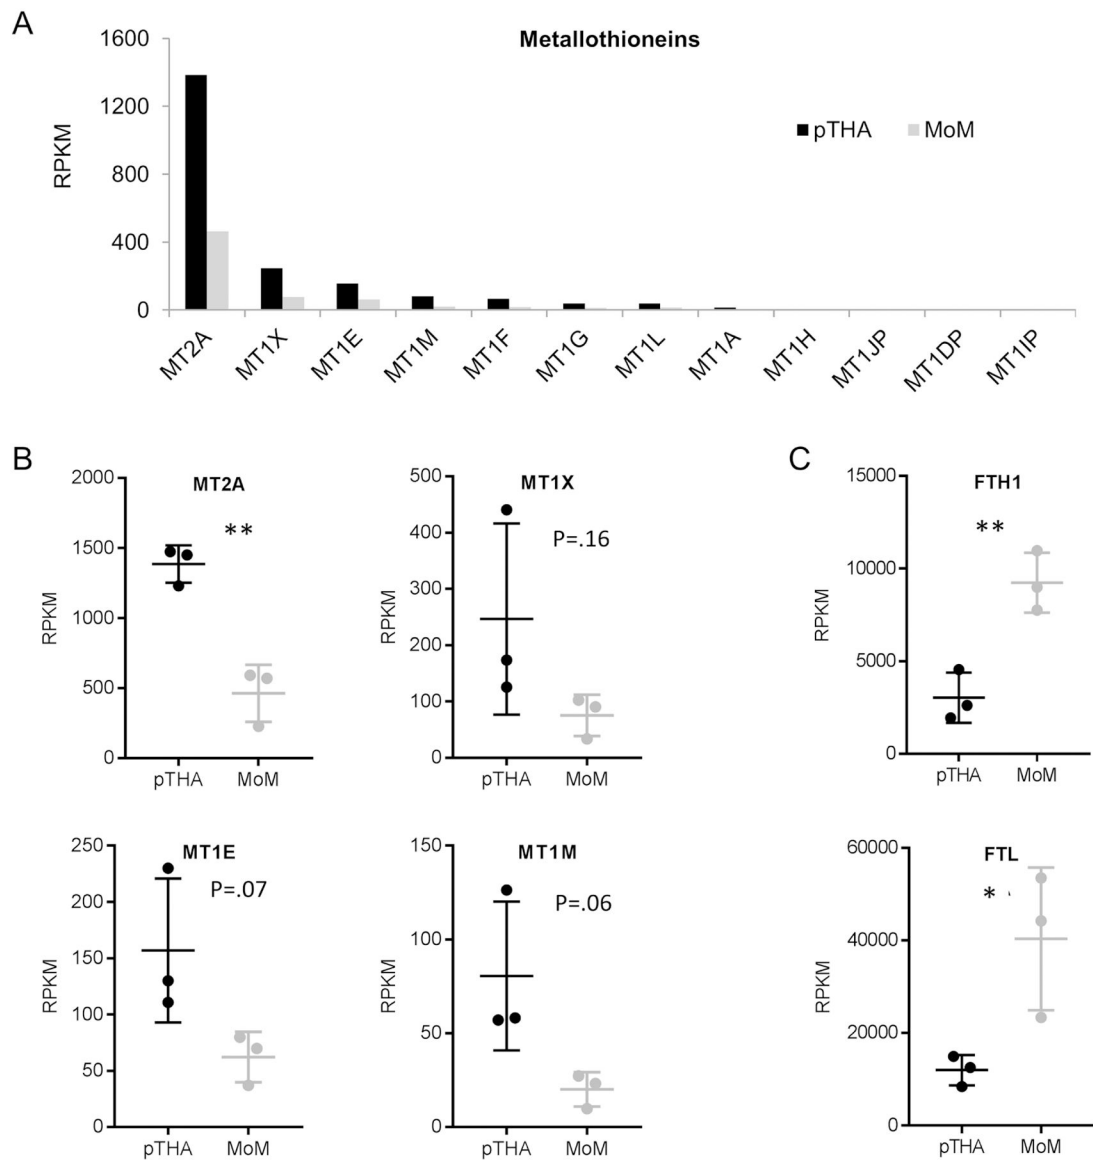 A
Metallothioneins
RPKM
1600
1200
800
400
0
pTHA
MoM
MT2A
MT1X
MT1E
MT1M
MT1F
MT1G
MT1L
MT1A
MT1H
MT1JP
MT1DP
MT1IP
B
MT2A
**
RPKM
2000
1500
1000
500
0
pTHA
MoM
MT1X
P=.16
RPKM
500
400
300
200
100
0
pTHA
MoM
C
FTH1
**
RPKM
15000
10000
5000
0
pTHA
MoM
MT1E
P=.07
RPKM
250
200
150
100
50
0
pTHA
MoM
MT1M
P=.06
RPKM
150
100
50
0
pTHA
MoM
FTL
*
RPKM
60000
40000
20000
0
pTHA
MoM